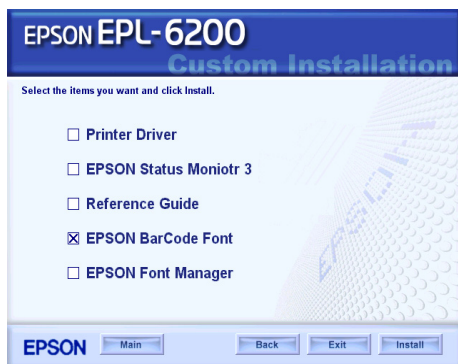 EPSON EPL-6200
Custom Installation
Select the items you want and click Install.
Printer Driver
EPSON Status Moniotr 3
Reference Guide
EPSON BarCode Font
EPSON Font Manager
EPSON
EPSON Main Back Exit Install